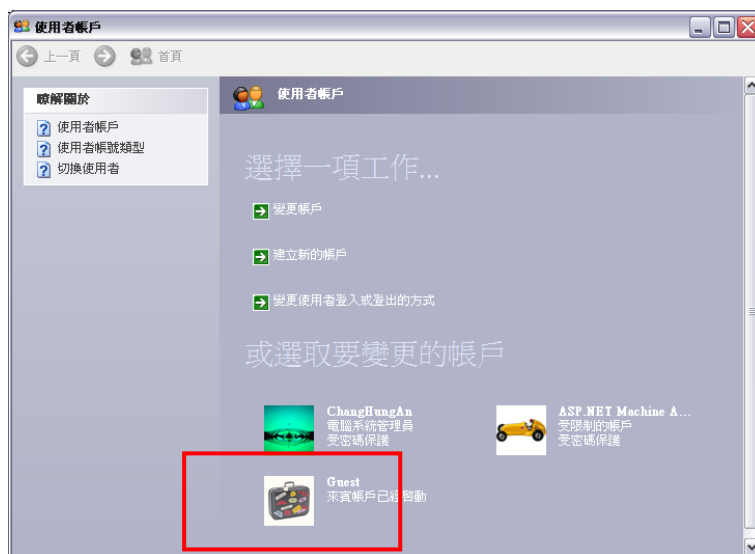 使用者帳戶
上一頁 首頁
瞭解關於
使用者帳戶
使用者帳號類型
切換使用者
使用者帳戶
選擇一項工作...
變更帳戶
建立新的帳戶
變更使用者登入或登出的方式
或選取要變更的帳戶
ChangHungAn
電腦系統管理員
受密碼保護
ASP.NET Machine A...
受限制的帳戶
受密碼保護
Guest
來賓帳戶已經啓動